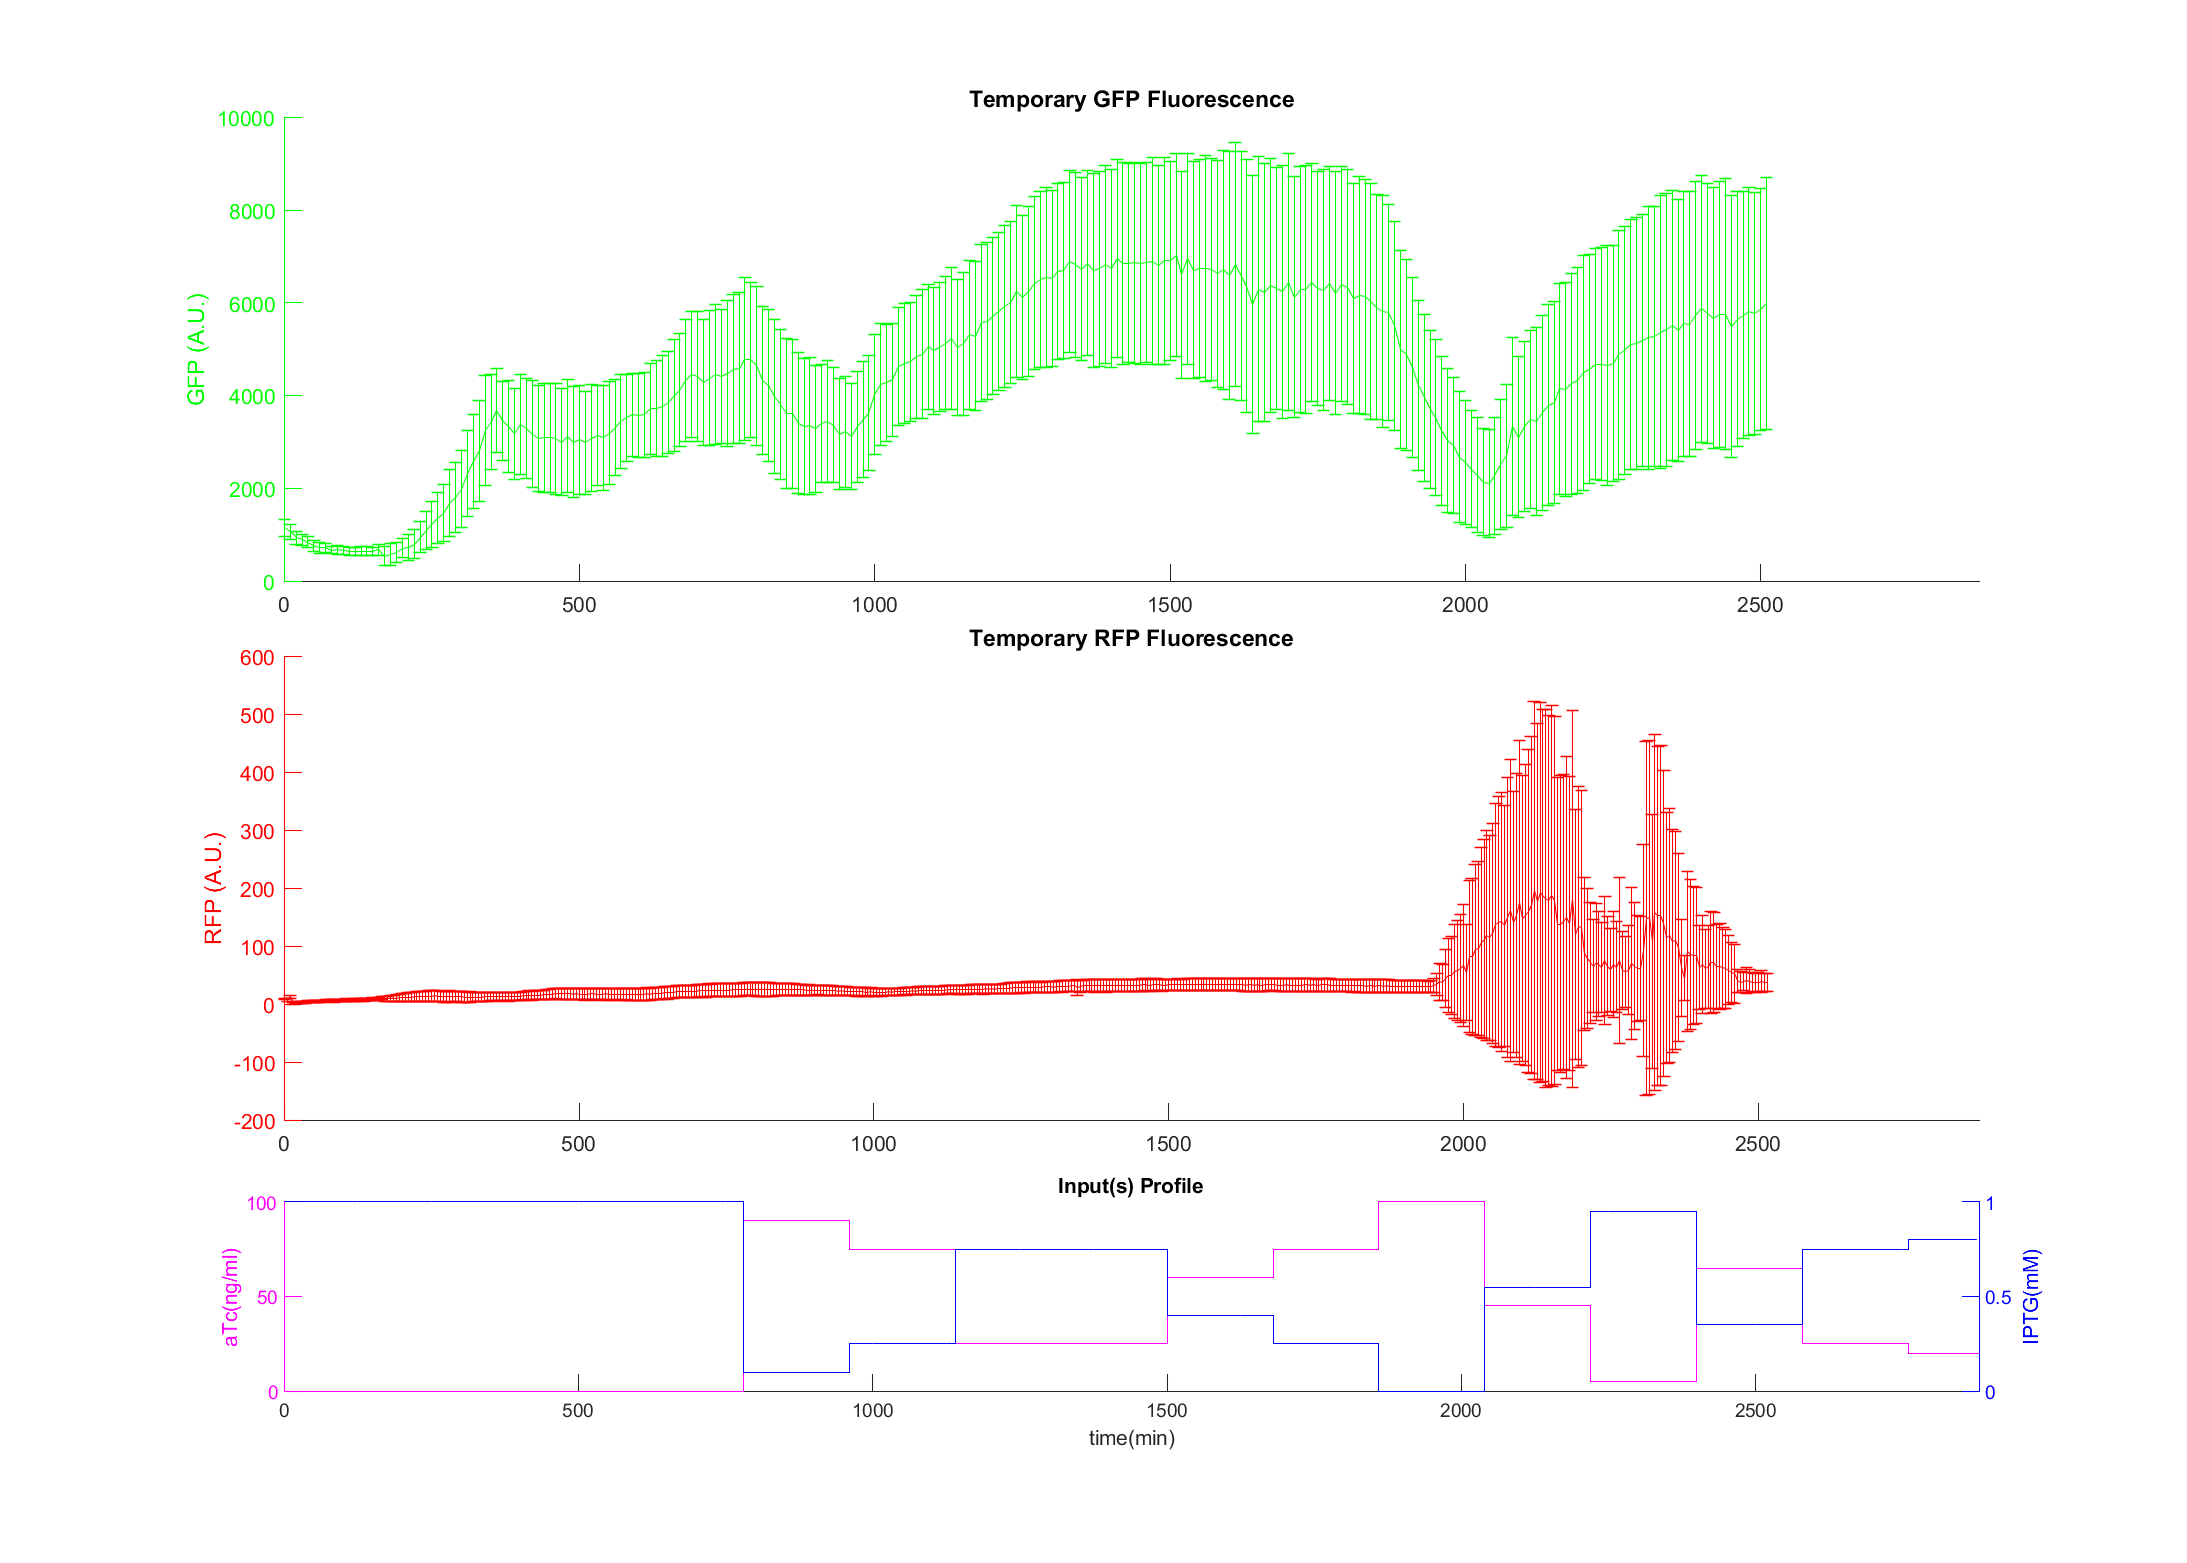 Temporary GFP Fluorescence
10000
8000
6000
4000
2000
0
GFP (A.U.)
0 500 1000 1500 2000 2500
Temporary RFP Fluorescence
600
500
400
300
200
100
0
-100
-200
RFP (A.U.)
0 500 1000 1500 2000 2500
Input(s) Profile
100
50
0
aTc(ng/ml)
1
0.5
0
IPTG(mM)
0 500 1000 1500 2000 2500
time(min)